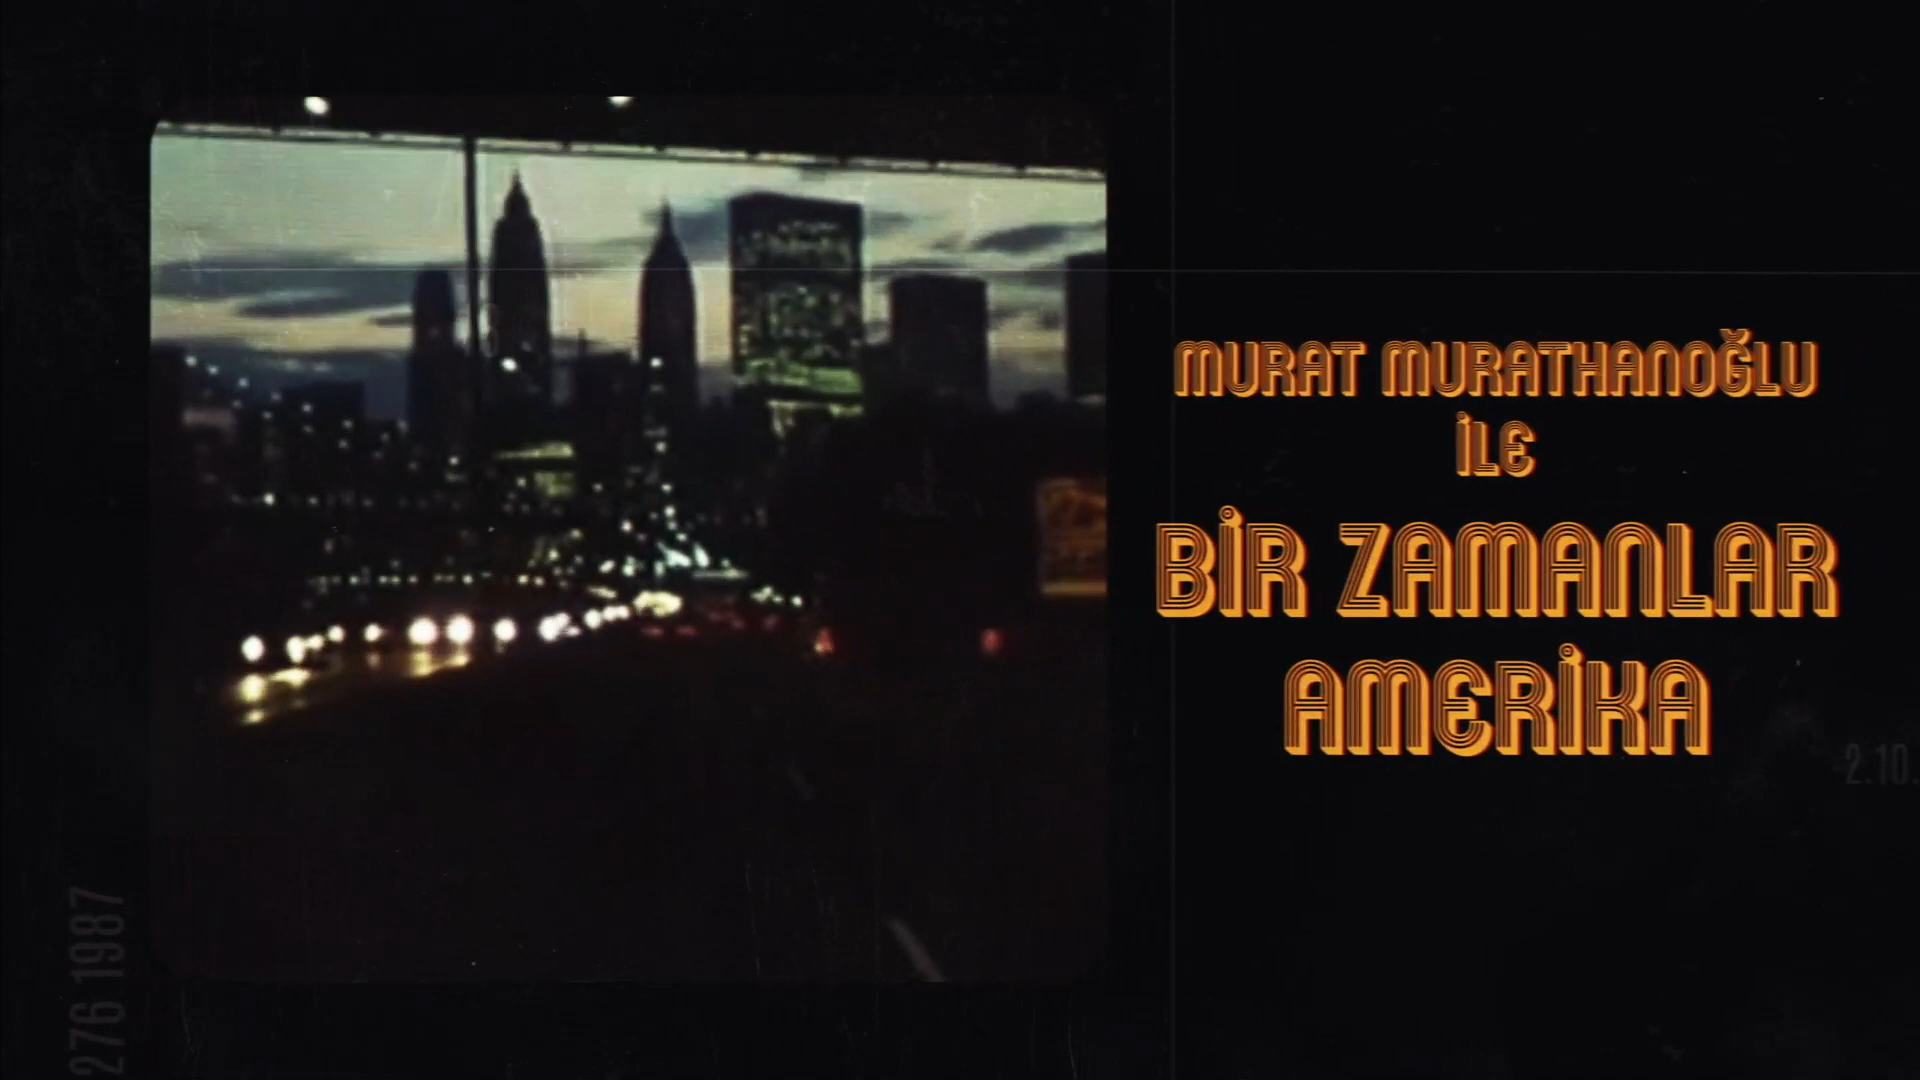 MURAT MURATHANOĞLU
İLE
BİR ZAMANLAR
AMERİKA
276 1987
2.10.